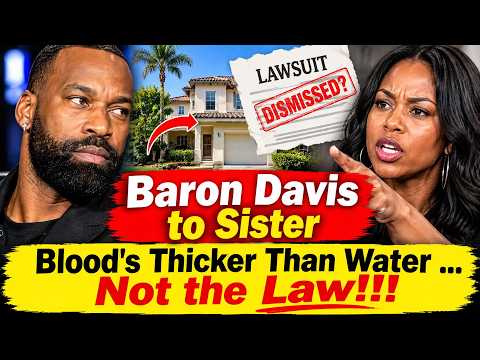 LAWSUIT
DISMISSED?
Baron Davis
to Sister
Blood's Thicker Than Water ...
Not the Law!!!